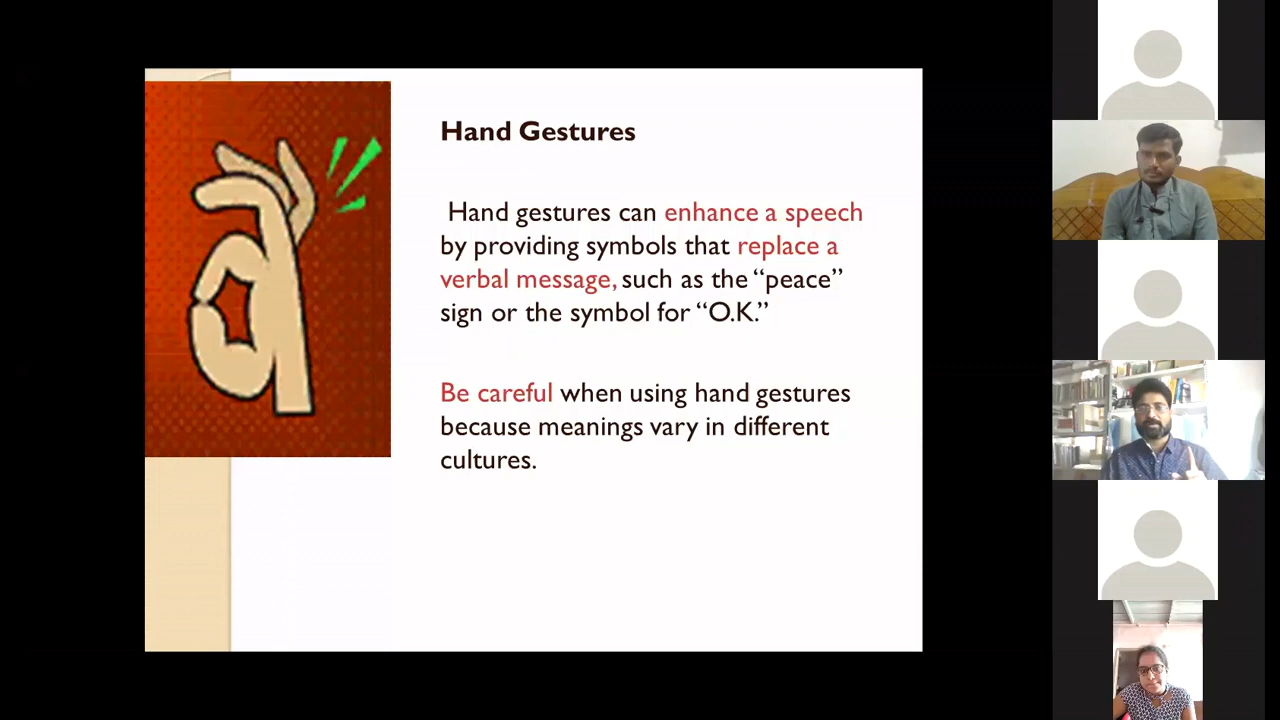 Hand Gestures
Hand gestures can enhance a speech
by providing symbols that replace a
verbal message, such as the “peace”
sign or the symbol for “O.K.”
Be careful when using hand gestures
because meanings vary in different
cultures.